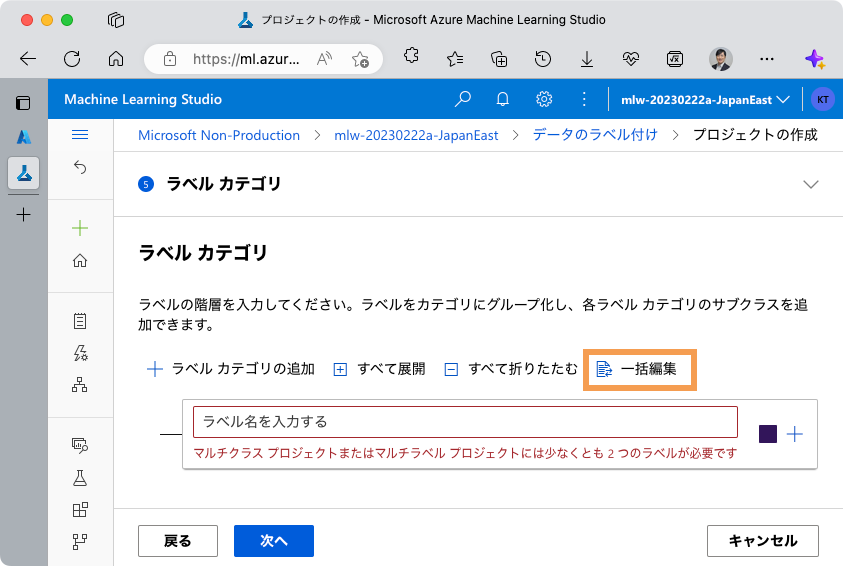 プロジェクトの作成 - Microsoft Azure Machine Learning Studio
https://ml.azur...
Machine Learning Studio
mlw-20230222a-JapanEast
KT
Microsoft Non-Production > mlw-20230222a-JapanEast > データのラベル付け > プロジェクトの作成
5 ラベル カテゴリ
ラベル カテゴリ
ラベルの階層を入力してください。ラベルをカテゴリにグループ化し、各ラベル カテゴリのサブクラスを追
加できます。
ラベル カテゴリの追加 すべて展開 すべて折りたたむ 一括編集
ラベル名を入力する
マルチクラス プロジェクトまたはマルチラベル プロジェクトには少なくとも 2 つのラベルが必要です
戻る 次へ キャンセル